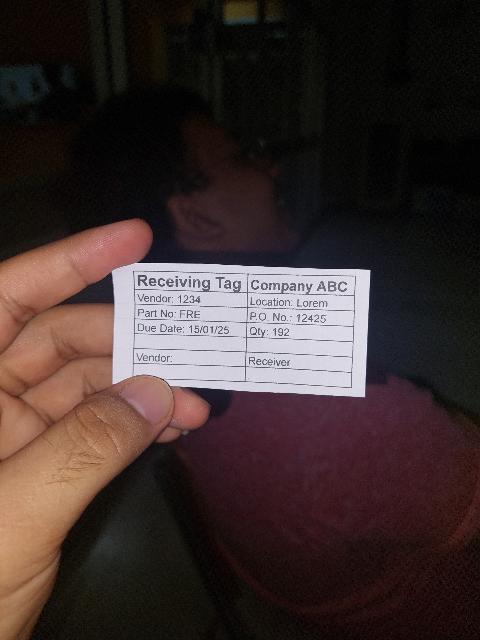 Receiving Tag Company ABC
Vendor: 1234 Location: Lorem
Part No: FRE P.O. No.: 12425
Due Date: 15/01/25 Qty: 192
Vendor: Receiver